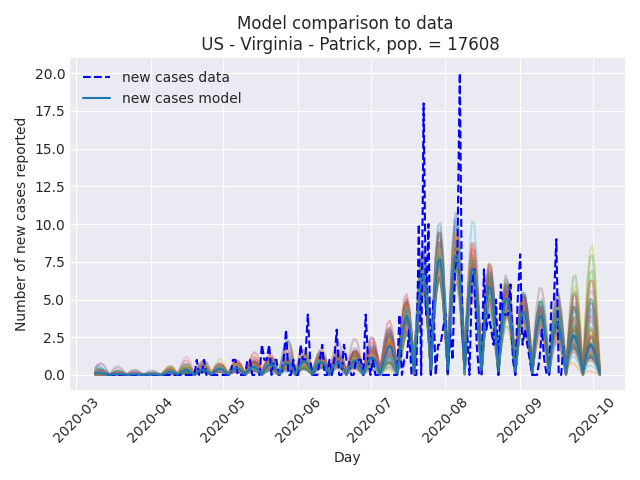 Model comparison to data
US - Virginia - Patrick, pop. = 17608
new cases data
new cases model
Number of new cases reported
20.0
17.5
15.0
12.5
10.0
7.5
5.0
2.5
0.0
2020-03
2020-04
2020-05
2020-06
2020-07
2020-08
2020-09
2020-10
Day